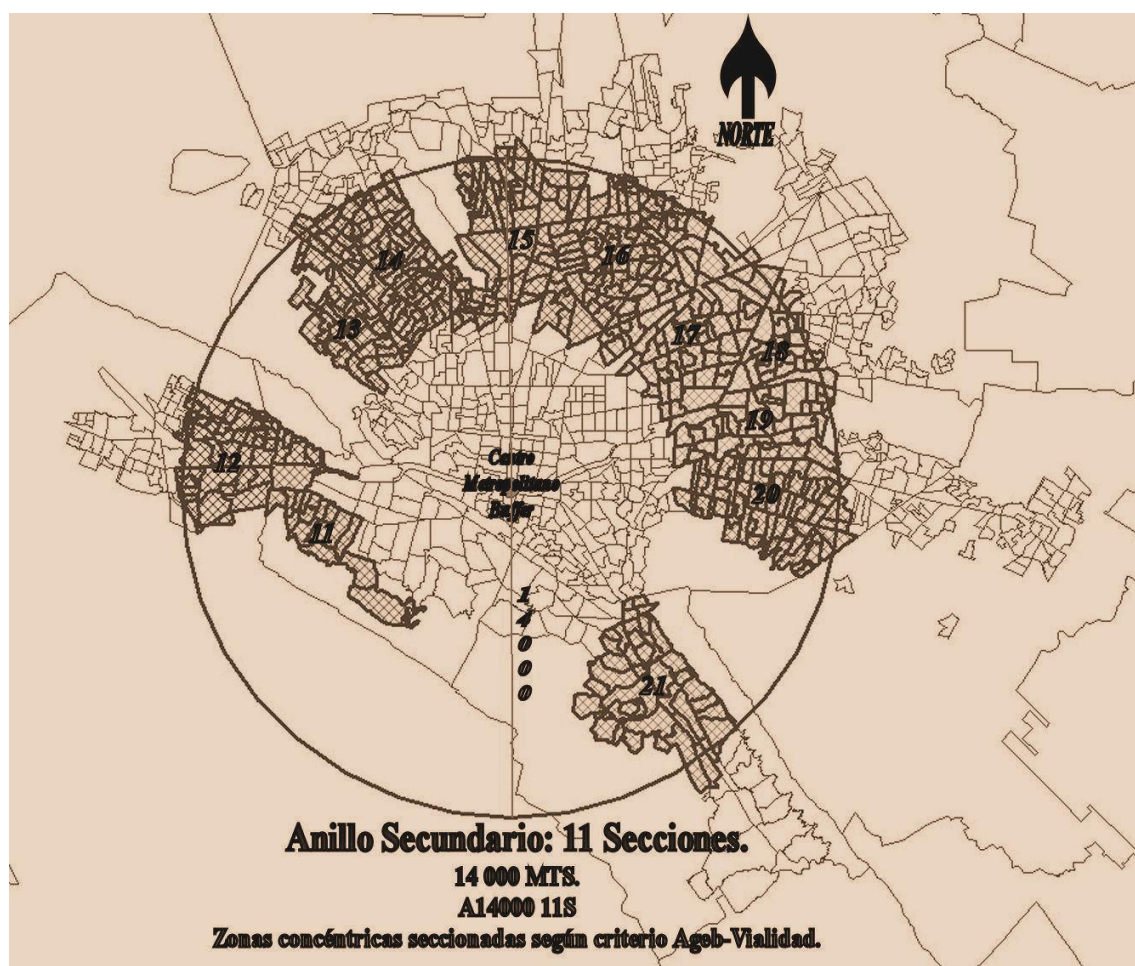 NORTE
15
14
16
13
17
18
19
12
Centro
Metropolitano
Buffer
20
11
1
4
0
0
0
21
Anillo Secundario: 11 Secciones.
14 000 MTS.
A14000 11S
Zonas concéntricas seccionadas según criterio Ageb-Vialidad.